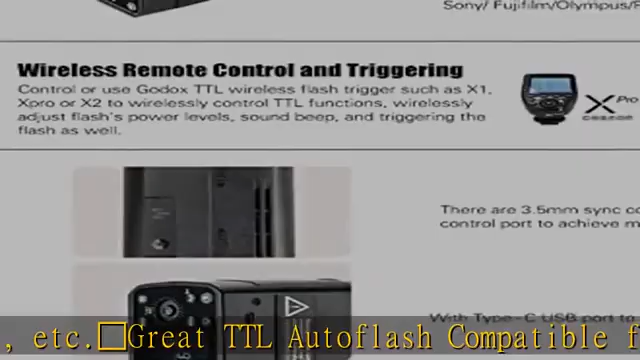 Sony/ Fujifilm/Olympus/
Wireless Remote Control and Triggering
Control or use Godox TTL wireless flash trigger such as X1,
Xpro or X2 to wirelessly control TTL functions, wirelessly
adjust flash's power levels, sound beep, and triggering the
flash as well.
XPro
There are 3.5mm sync
control port to achieve
With Type-C USB port to
, etc.□Great TTL Autoflash Compatible f